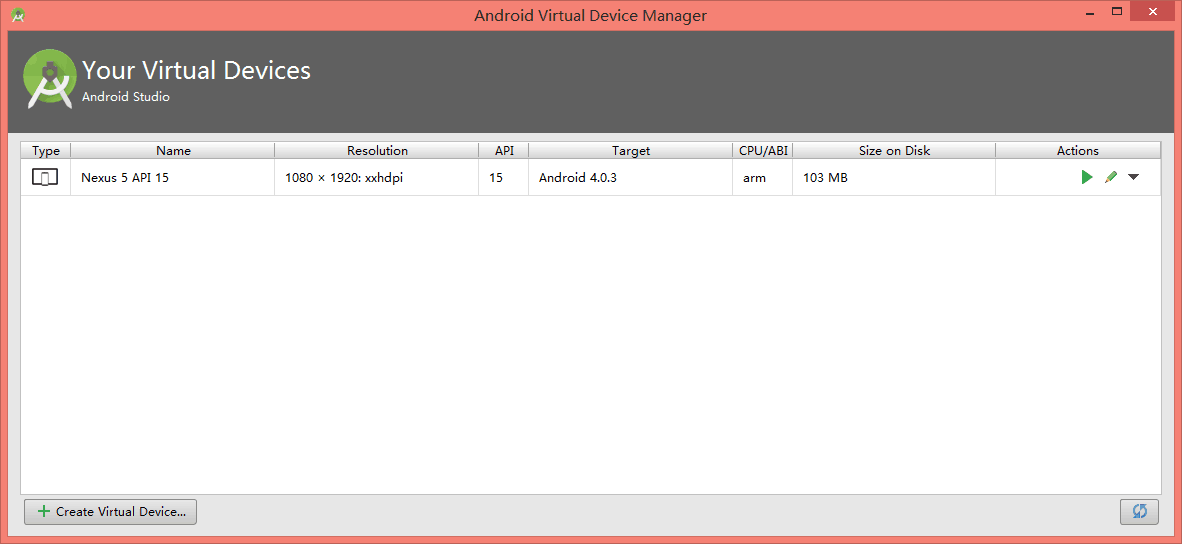 Android Virtual Device Manager
Your Virtual Devices
Android Studio
Type Name Resolution API Target CPU/ABI Size on Disk Actions
Nexus 5 API 15 1080 × 1920: xxhdpi 15 Android 4.0.3 arm 103 MB
Create Virtual Device...